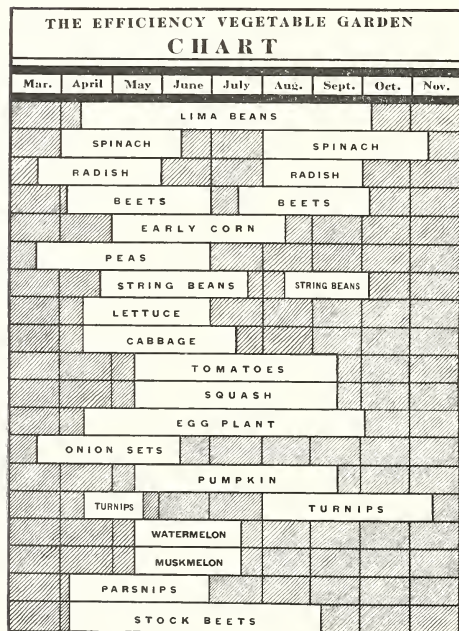 THE EFFICIENCY VEGETABLE GARDEN
CHART
Mar. April May June July Aug. Sept. Oct. Nov.
LIMA BEANS
SPINACH SPINACH
RADISH RADISH
BEETS BEETS
EARLY CORN
PEAS
STRING BEANS STRING BEANS
LETTUCE
CABBAGE
TOMATOES
SQUASH
EGG PLANT
ONION SETS
PUMPKIN
TURNIPS TURNIPS
WATERMELON
MUSKMELON
PARSNIPS
STOCK BEETS